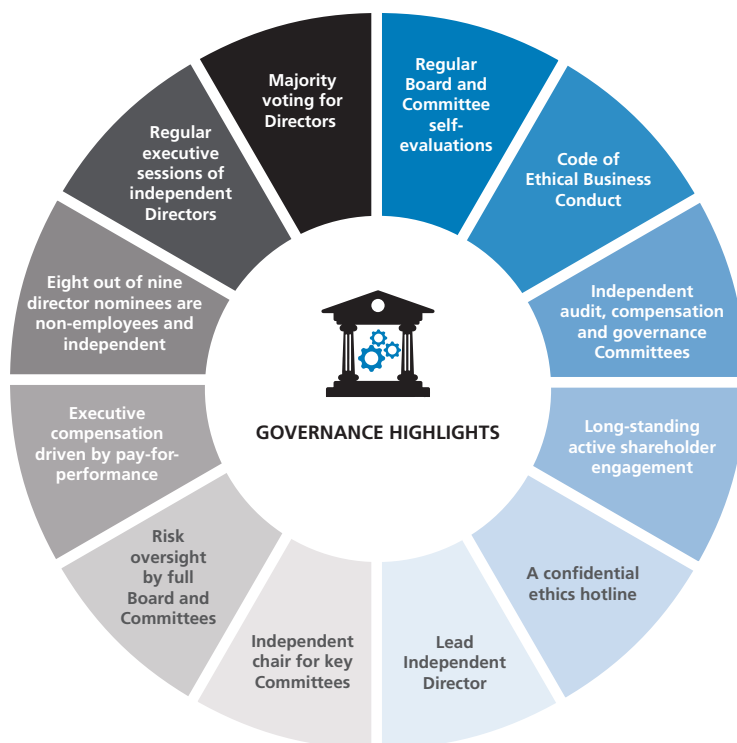 Majority
voting for
Directors
Regular
Board and
Committee
self-
evaluations
Code of
Ethical Business
Conduct
Independent
audit, compensation
and governance
Committees
Long-standing
active shareholder
engagement
A confidential
ethics hotline
Lead
Independent
Director
Independent
chair for key
Committees
Risk
oversight
by full
Board and
Committees
Executive
compensation
driven by pay-for-
performance
Eight out of nine
director nominees are
non-employees and
independent
Regular
executive
sessions of
independent
Directors
GOVERNANCE HIGHLIGHTS